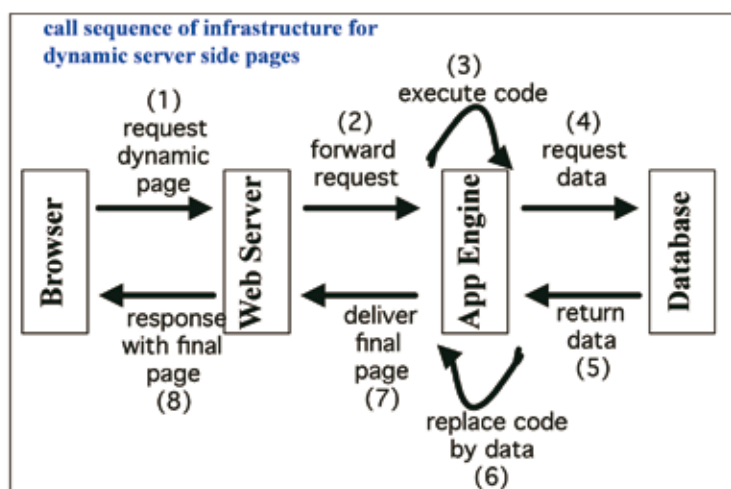 call sequence of infrastructure for
dynamic server side pages
(1)
request
dynamic
page
(2)
forward
request
(3)
execute code
(4)
request
data
Browser
Web Server
App Engine
Database
response
with final
page
(8)
deliver
final
page
(7)
replace code
by data
(6)
return
data
(5)